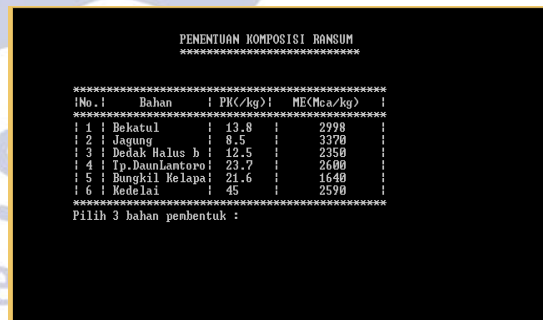 PENENTUAN KOMPOSISI RANSUM
***************************
***********************************************
¦No.¦ Bahan ¦ PK(/kg)¦ ME(Mca/kg) ¦
***********************************************
¦ 1 ¦ Bekatul ¦ 13.8 ¦ 2998 ¦
¦ 2 ¦ Jagung ¦ 8.5 ¦ 3370 ¦
¦ 3 ¦ Dedak Halus b ¦ 12.5 ¦ 2350 ¦
¦ 4 ¦ Tp.DaunLamtoro¦ 23.7 ¦ 2600 ¦
¦ 5 ¦ Bungkil Kelapa¦ 21.6 ¦ 1640 ¦
¦ 6 ¦ Kedelai ¦ 45 ¦ 2590 ¦
***********************************************
Pilih 3 bahan pembentuk :